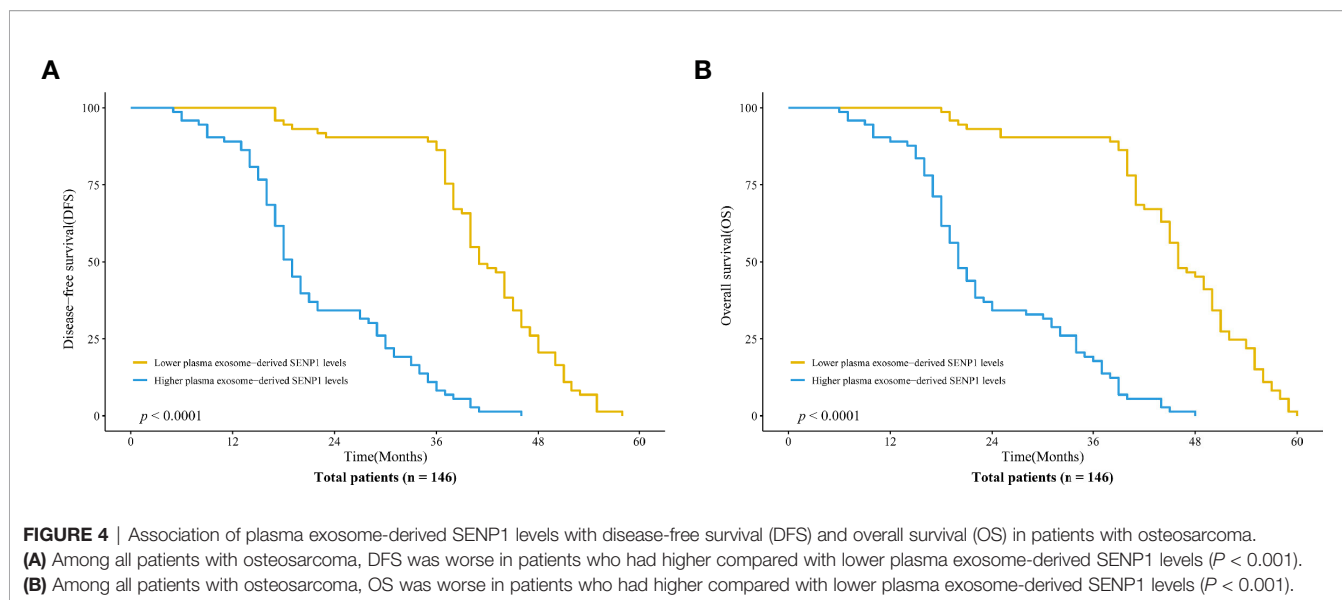 A
100
75
50
25
0
Disease-free survival(DFS)
Lower plasma exosome-derived SENP1 levels
Higher plasma exosome-derived SENP1 levels
p < 0.0001
0 12 24 36 48 60
Time(Months)
Total patients (n = 146)
B
100
75
50
25
0
Overall survival(OS)
Lower plasma exosome-derived SENP1 levels
Higher plasma exosome-derived SENP1 levels
p < 0.0001
0 12 24 36 48 60
Time(Months)
Total patients (n = 146)
FIGURE 4 | Association of plasma exosome-derived SENP1 levels with disease-free survival (DFS) and overall survival (OS) in patients with osteosarcoma.
(A) Among all patients with osteosarcoma, DFS was worse in patients who had higher compared with lower plasma exosome-derived SENP1 levels (P < 0.001).
(B) Among all patients with osteosarcoma, OS was worse in patients who had higher compared with lower plasma exosome-derived SENP1 levels (P < 0.001).